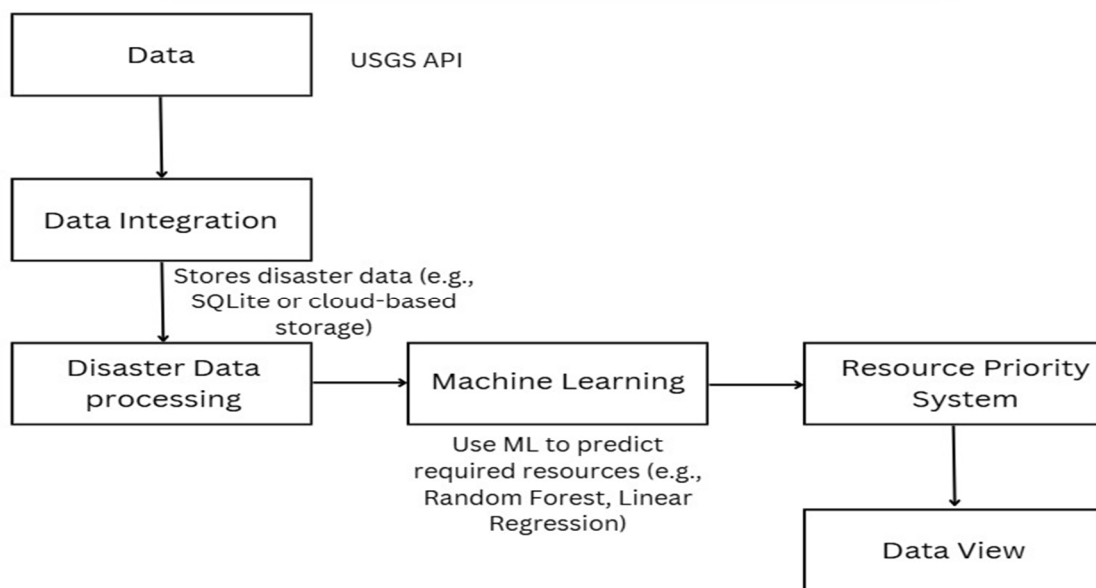 Data
USGS API
Data Integration
Stores disaster data (e.g.,
SQLite or cloud-based
storage)
Disaster Data
processing
Machine Learning
Resource Priority
System
Use ML to predict
required resources (e.g.,
Random Forest, Linear
Regression)
Data View